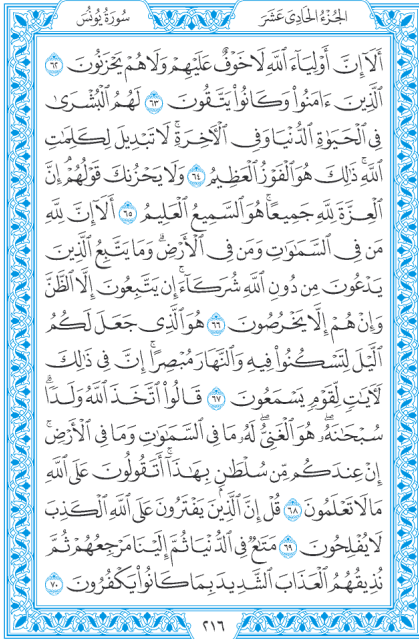 الجزء الحادي عشر
سورة يونس
أَلَآ إِنَّ أَوْلِيَآءَ ٱللَّهِ لَا خَوْفٌ عَلَيْهِمْ وَلَا هُمْ يَحْزَنُونَ ٦٢
ٱلَّذِينَ ءَامَنُوا۟ وَكَانُوا۟ يَتَّقُونَ ٦٣ لَهُمُ ٱلْبُشْرَىٰ
فِى ٱلْحَيَوٰةِ ٱلدُّنْيَا وَفِى ٱلْءَاخِرَةِ ۚ لَا تَبْدِيلَ لِكَلِمَٰتِ
ٱللَّهِ ۚ ذَٰلِكَ هُوَ ٱلْفَوْزُ ٱلْعَظِيمُ ٦٤ وَلَا يَحْزُنكَ قَوْلُهُمْ ۘ إِنَّ
ٱلْعِزَّةَ لِلَّهِ جَمِيعًا ۚ هُوَ ٱلسَّمِيعُ ٱلْعَلِيمُ ٦٥ أَلَآ إِنَّ لِلَّهِ
مَن فِى ٱلسَّمَٰوَٰتِ وَمَن فِى ٱلْأَرْضِ ۗ وَمَا يَتَّبِعُ ٱلَّذِينَ
يَدْعُونَ مِن دُونِ ٱللَّهِ شُرَكَآءَ ۚ إِن يَتَّبِعُونَ إِلَّا ٱلظَّنَّ
وَإِنْ هُمْ إِلَّا يَخْرُصُونَ ٦٦ هُوَ ٱلَّذِى جَعَلَ لَكُمُ
ٱلَّيْلَ لِتَسْكُنُوا۟ فِيهِ وَٱلنَّهَارَ مُبْصِرًا ۚ إِنَّ فِى ذَٰلِكَ
لَءَايَٰتٍ لِّقَوْمٍ يَسْمَعُونَ ٦٧ قَالُوا۟ ٱتَّخَذَ ٱللَّهُ وَلَدًا ۗ
سُبْحَٰنَهُۥ ۖ هُوَ ٱلْغَنِىُّ ۖ لَهُۥ مَا فِى ٱلسَّمَٰوَٰتِ وَمَا فِى ٱلْأَرْضِ ۚ
إِنْ عِندَكُم مِّن سُلْطَٰنٍۭ بِهَٰذَآ ۚ أَتَقُولُونَ عَلَى ٱللَّهِ
مَا لَا تَعْلَمُونَ ٦٨ قُلْ إِنَّ ٱلَّذِينَ يَفْتَرُونَ عَلَى ٱللَّهِ ٱلْكَذِبَ
لَا يُفْلِحُونَ ٦٩ مَتَٰعٌ فِى ٱلدُّنْيَا ثُمَّ إِلَيْنَا مَرْجِعُهُمْ ثُمَّ
نُذِيقُهُمُ ٱلْعَذَابَ ٱلشَّدِيدَ بِمَا كَانُوا۟ يَكْفُرُونَ ٧٠
٢١٦